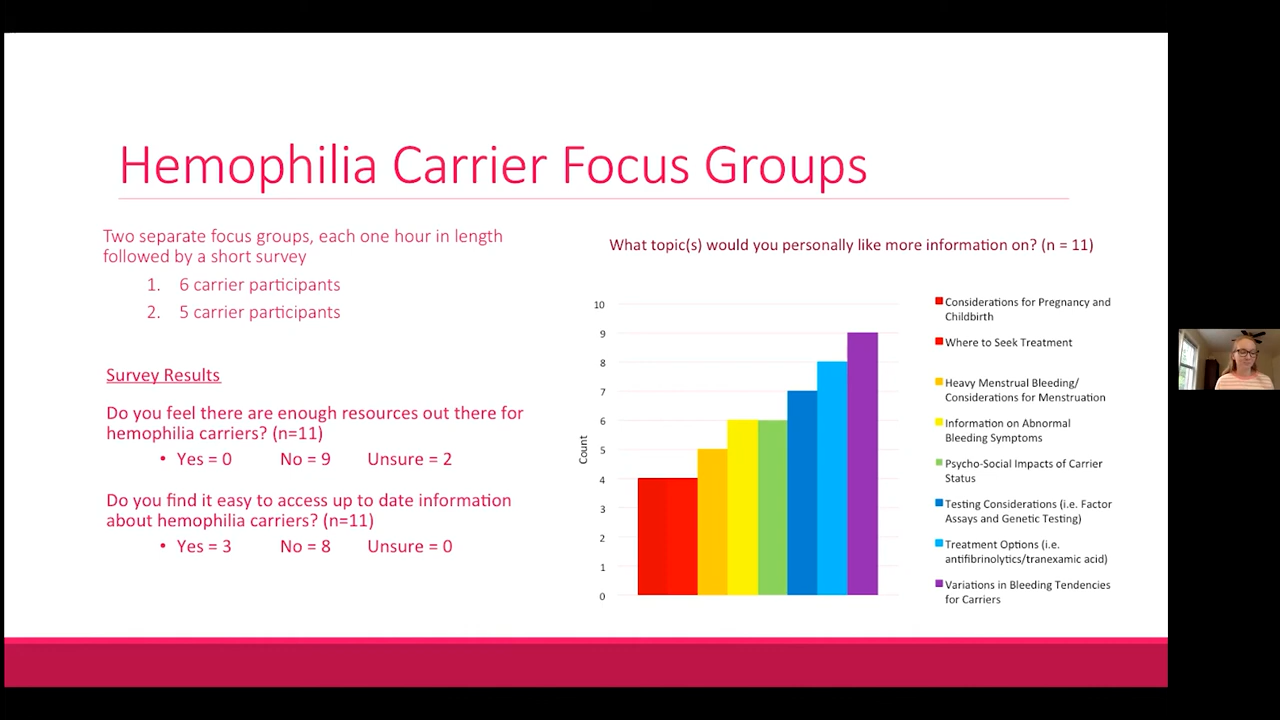 Hemophilia Carrier Focus Groups
Two separate focus groups, each one hour in length
followed by a short survey
1. 6 carrier participants
2. 5 carrier participants
Survey Results
Do you feel there are enough resources out there for
hemophilia carriers? (n=11)
• Yes = 0 No = 9 Unsure = 2
Do you find it easy to access up to date information
about hemophilia carriers? (n=11)
• Yes = 3 No = 8 Unsure = 0
What topic(s) would you personally like more information on? (n = 11)
Count
10
9
8
7
6
5
4
3
2
1
0
Considerations for Pregnancy and
Childbirth
Where to Seek Treatment
Heavy Menstrual Bleeding/
Considerations for Menstruation
Information on Abnormal
Bleeding Symptoms
Psycho-Social Impacts of Carrier
Status
Testing Considerations (i.e. Factor
Assays and Genetic Testing)
Treatment Options (i.e.
antifibrinolytics/tranexamic acid)
Variations in Bleeding Tendencies
for Carriers